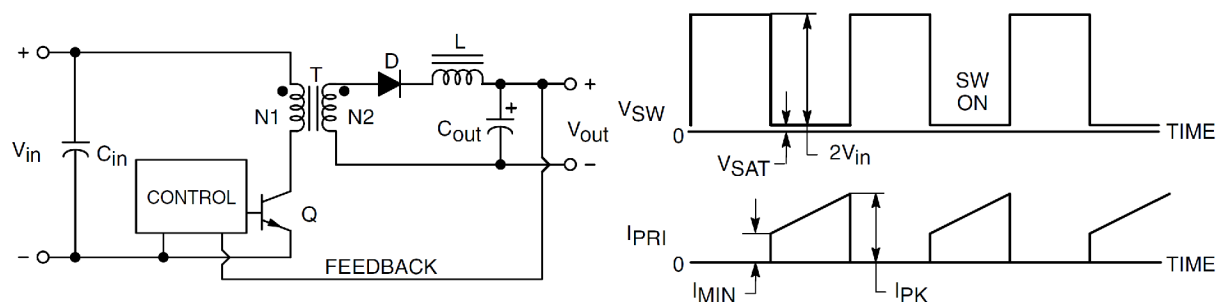 +
Vin
Cin
−
CONTROL
Q
FEEDBACK
T
N1
N2
D
L
+
Cout
+
Vout
−
VSW
0
VSAT
2Vin
SW
ON
TIME
IPRI
0
IMIN
IPK
TIME